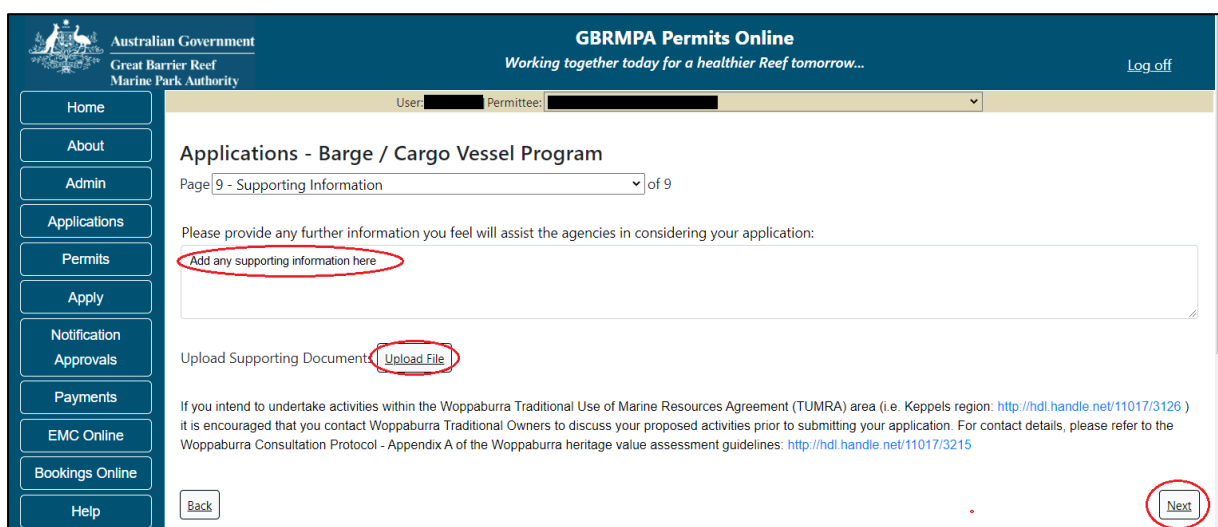 Australian Government
Great Barrier Reef
Marine Park Authority
GBRMPA Permits Online
Working together today for a healthier Reef tomorrow...
Log off
User: Permittee:
Home
About
Admin
Applications
Permits
Apply
Notification
Approvals
Payments
EMC Online
Bookings Online
Help
Applications - Barge / Cargo Vessel Program
Page 9 - Supporting Information of 9
Please provide any further information you feel will assist the agencies in considering your application:
Add any supporting information here
Upload Supporting Documents Upload File
If you intend to undertake activities within the Woppaburra Traditional Use of Marine Resources Agreement (TUMRA) area (i.e. Keppels region: http://hdl.handle.net/11017/3126 )
it is encouraged that you contact Woppaburra Traditional Owners to discuss your proposed activities prior to submitting your application. For contact details, please refer to the
Woppaburra Consultation Protocol - Appendix A of the Woppaburra heritage value assessment guidelines: http://hdl.handle.net/11017/3215
Back
Next